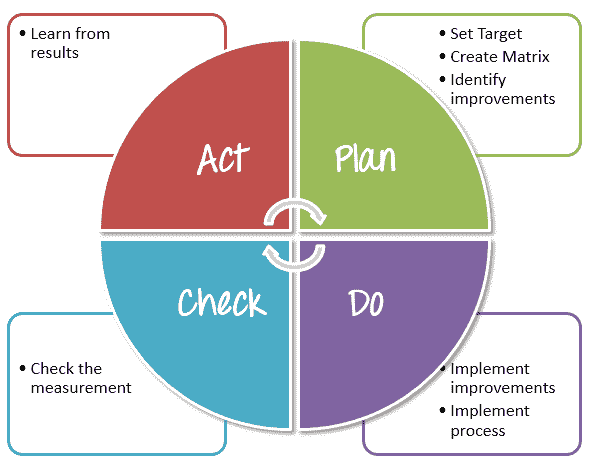 • Learn from
results
• Set Target
• Create Matrix
• Identify
improvements
Act
Plan
Check
Do
• Check the
measurement
• Implement
improvements
• Implement
process